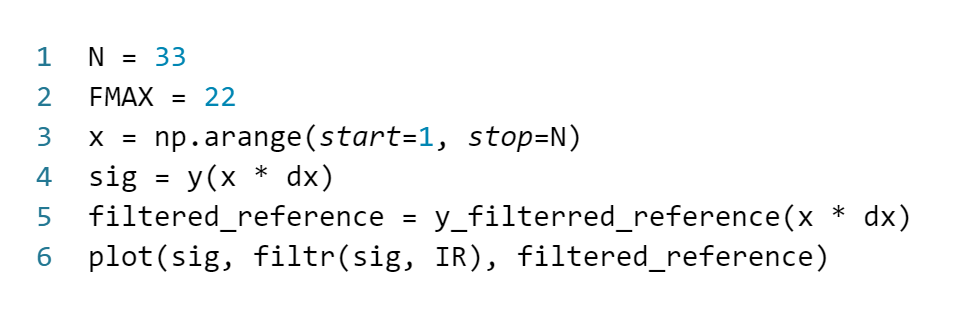 1 N = 33
2 FMAX = 22
3 x = np.arange(start=1, stop=N)
4 sig = y(x * dx)
5 filtered_reference = y_filterred_reference(x * dx)
6 plot(sig, filtr(sig, IR), filtered_reference)